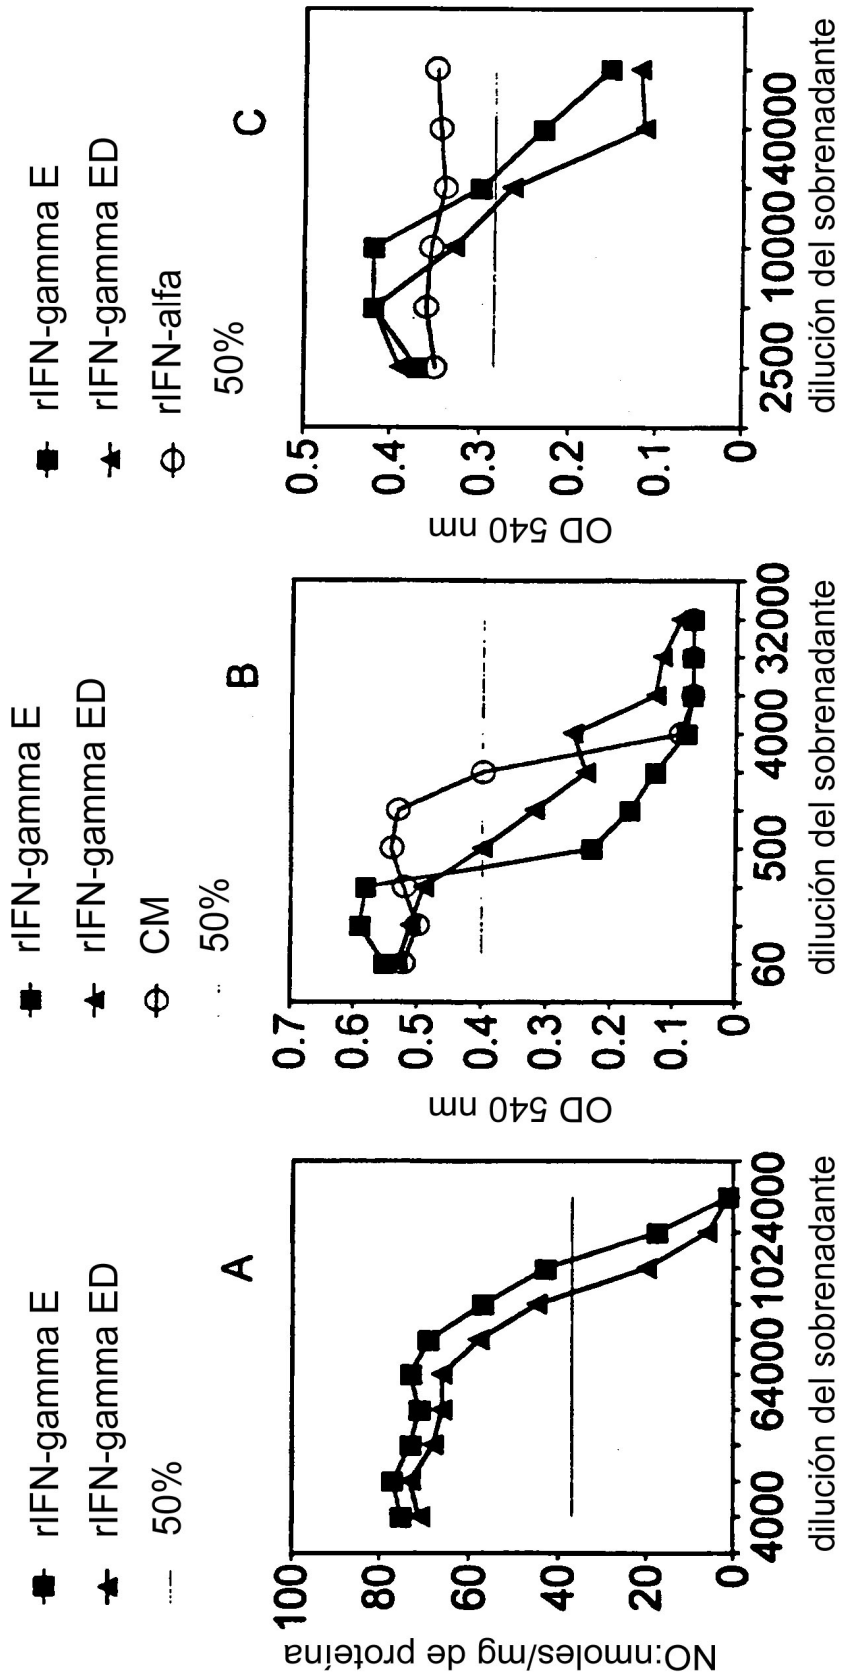 rIFN-gamma E
rIFN-gamma ED
50%
A
100
80
60
40
20
0
NO:nmoles/mg de proteína
4000 64000 1024000
dilución del sobrenadante
rIFN-gamma E
rIFN-gamma ED
CM
50%
B
0.7
0.6
0.5
0.4
0.3
0.2
0.1
0
OD 540 nm
60 500 4000 32000
dilución del sobrenadante
rIFN-gamma E
rIFN-gamma ED
rIFN-alfa
50%
C
0.5
0.4
0.3
0.2
0.1
0
OD 540 nm
2500 10000 40000
dilución del sobrenadante